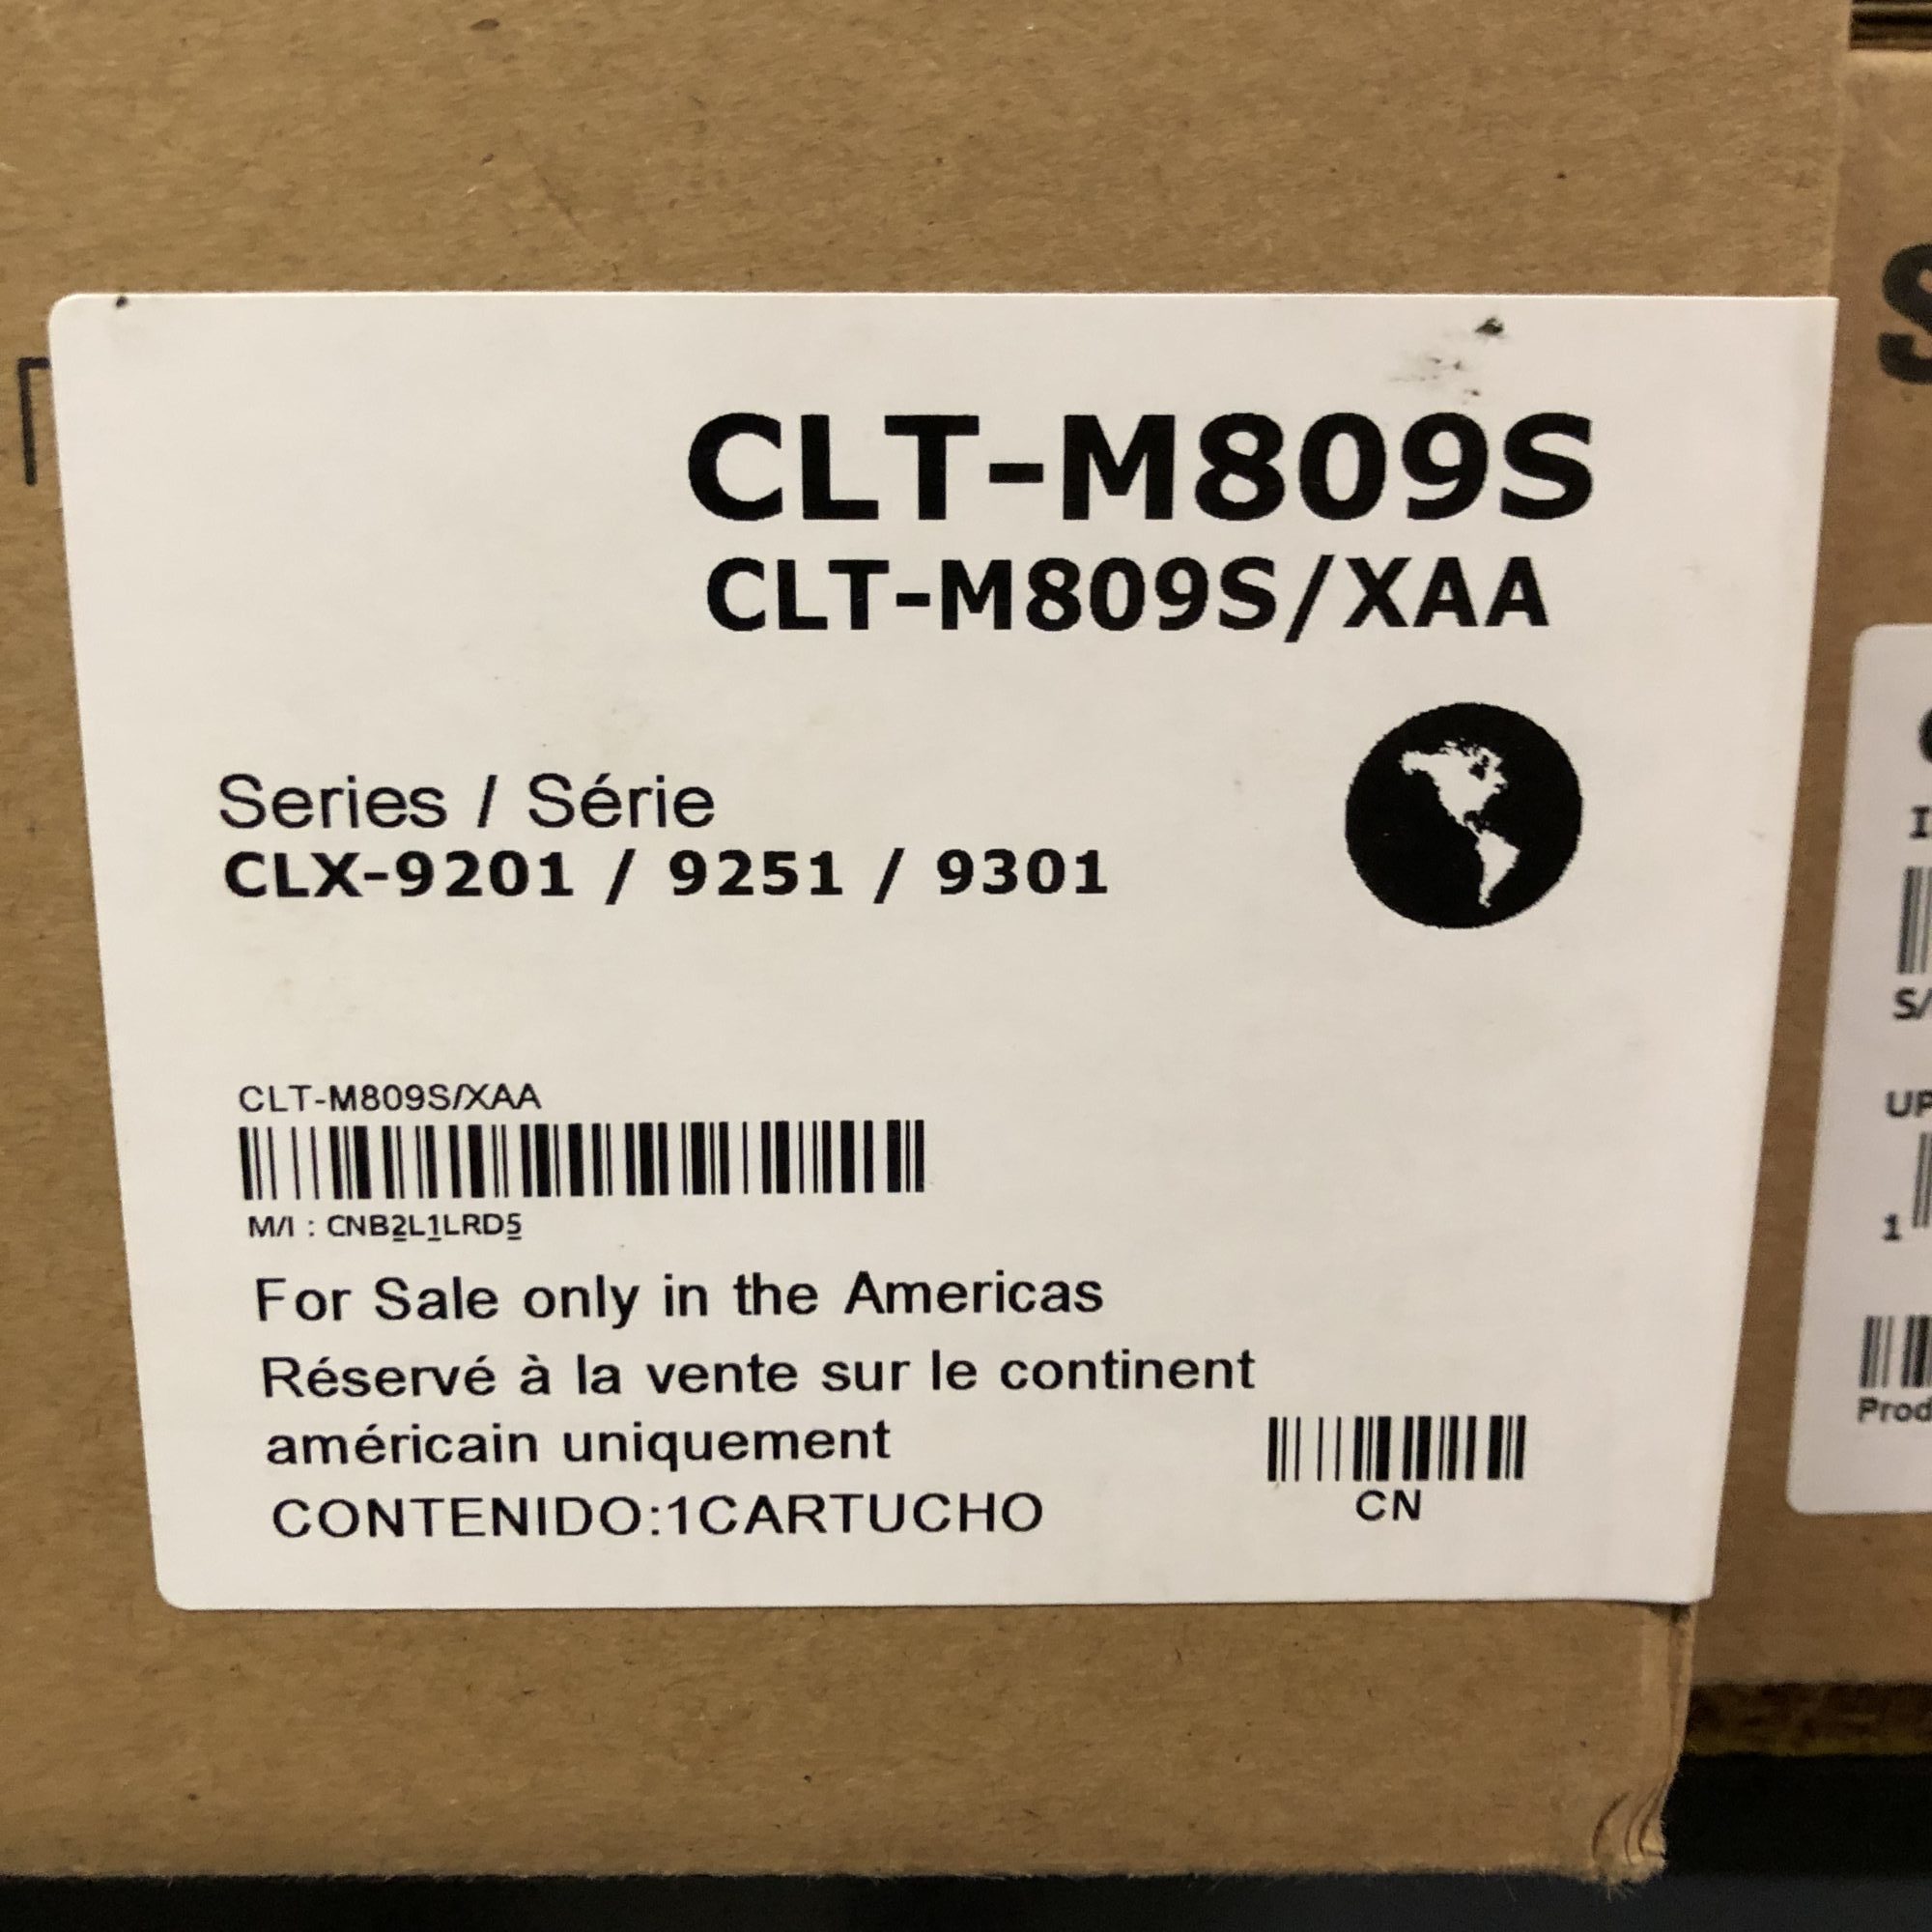 CLT-M809S
CLT-M809S/XAA
Series / Série
CLX-9201 / 9251 / 9301
CLT-M809S/XAA
M/I : CNB2L1LRD5
For Sale only in the Americas
Réservé à la vente sur le continent
américain uniquement
CONTENIDO:1CARTUCHO
CN